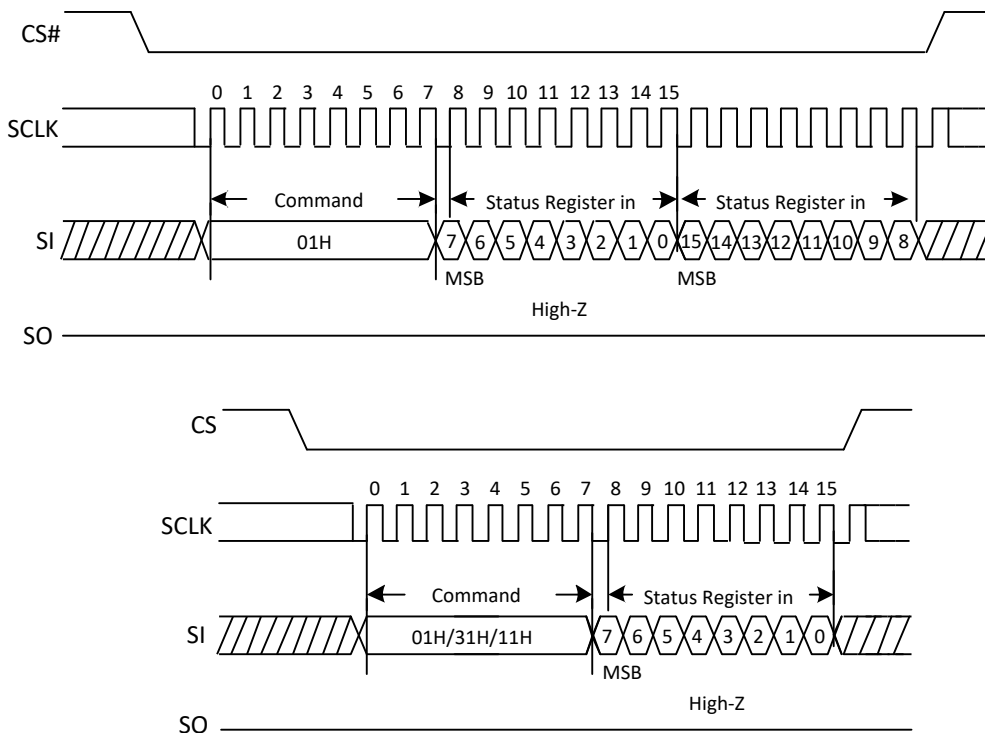 CS#
0 1 2 3 4 5 6 7 8 9 10 11 12 13 14 15
SCLK
Command Status Register in Status Register in
SI 01H 7 6 5 4 3 2 1 0 15 14 13 12 11 10 9 8
MSB MSB
High-Z
SO
CS
0 1 2 3 4 5 6 7 8 9 10 11 12 13 14 15
SCLK
Command Status Register in
SI 01H/31H/11H 7 6 5 4 3 2 1 0
MSB
High-Z
SO